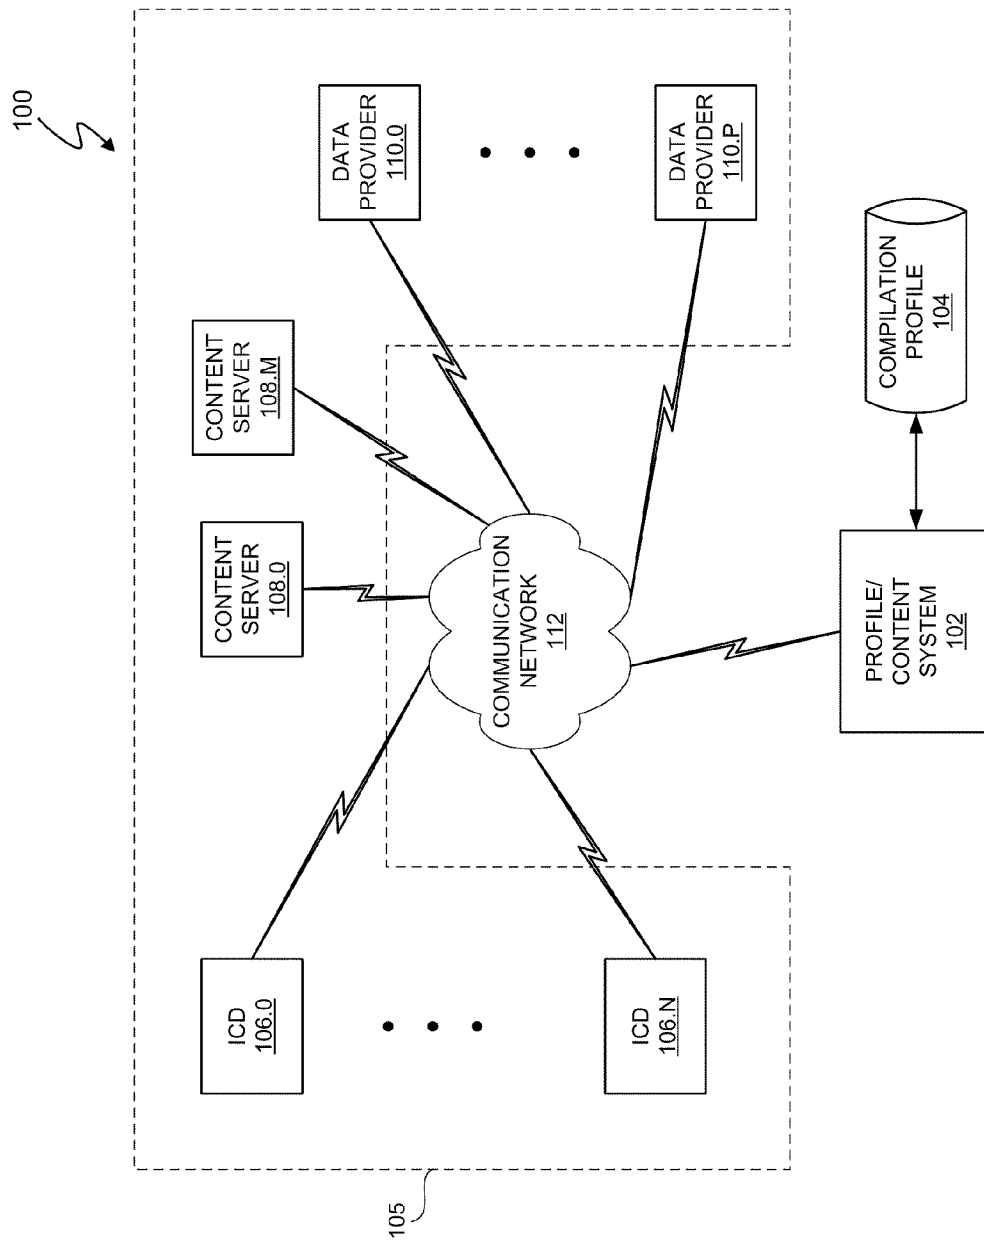 100
105
ICD
106.0
ICD
106.N
CONTENT
SERVER
108.0
CONTENT
SERVER
108.M
DATA
PROVIDER
110.0
DATA
PROVIDER
110.P
COMMUNICATION
NETWORK
112
PROFILE/
CONTENT
SYSTEM
102
COMPILATION
PROFILE
104